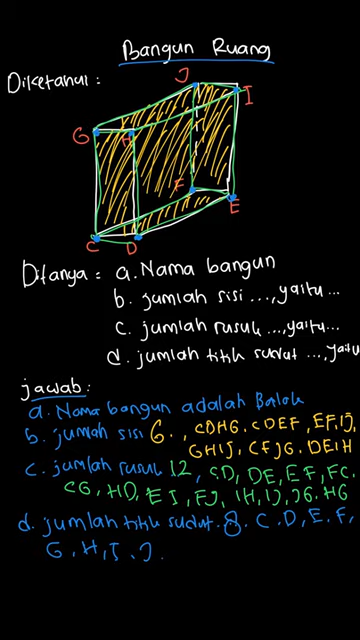 Bangun Ruang
Diketahui :
J
I
G
H
F
E
C
D
Ditanya : a. Nama bangun
b. jumlah sisi ..., yaitu...
c. jumlah rusuk ..., yaitu...
d. jumlah titik sudut ..., yaitu
jawab :
a. Nama bangun adalah Balok
b. jumlah sisi 6., CDHG. CDEF, EFIJ,
GHIJ, CFJG. DEIH
c. jumlah rusuk 12, CD, DE, EF, FC.
CG, HD, EI, FJ, IH, IJ, JG. HG
d. jumlah titik sudut. 8. C. D, E. F,
G, H, I, J.